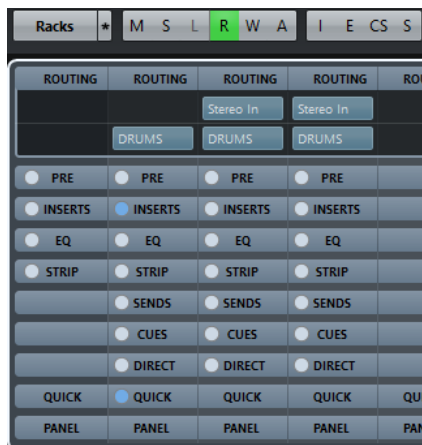 Racks * M S L R W A I E CS S
ROUTING ROUTING ROUTING ROUTING ROU
Stereo In Stereo In
DRUMS DRUMS DRUMS
PRE PRE PRE PRE
INSERTS INSERTS INSERTS INSERTS
EQ EQ EQ EQ
STRIP STRIP STRIP STRIP
SENDS SENDS SENDS
CUES CUES CUES
DIRECT DIRECT DIRECT
QUICK QUICK QUICK QUICK QU
PANEL PANEL PANEL PANEL PAN